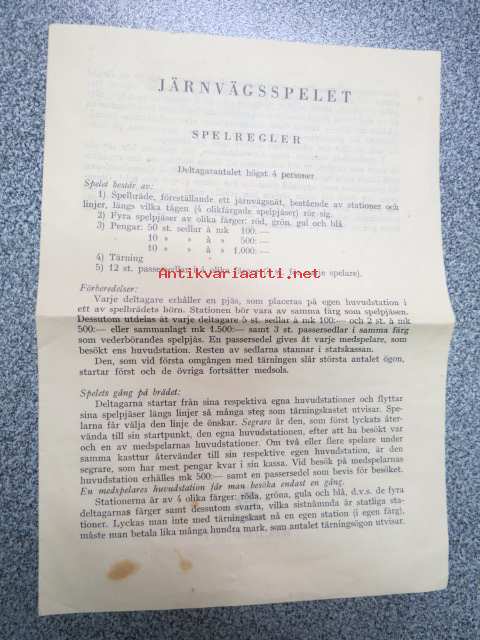 JÄRNVÄGSSPELET
SPELREGLER
Deltagarantalet högst 4 personer
Spelet består av:
1) Spelbräde, föreställande ett järnvägsnät, bestående av stationer och
linjer, längs vilka tågen (4 olikfärgade spelpjäser) rör sig.
2) Fyra spelpjäser av olika färger: röd, grön, gul och blå.
3) Pengar: 50 st. sedlar à mk 100:—
10 » » à » 500:—
10 » » à » 1.000:—
4) Tärning
5) 12 st. passersedlar i 4 olika spelare).
Antikvariaatti.net
Förberedelser:
Varje deltagare erhåller en pjäs, som placeras på egen huvudstation i
ett av spelbrädets hörn. Stationen bör vara av samma färg som spelpjäsen.
Dessutom utdelas åt varje deltagare 5 st. sedlar à mk 100:— och 2 st. à mk
500:— eller sammanlagt mk 1.500:— samt 3 st. passersedlar i samma färg
som vederbörandes spelpjäs. En passersedel gives åt varje medspelare, som
besökt ens huvudstation. Resten av sedlarna stannar i statskassan.
Den, som vid första omgången med tärningen slår största antalet ögon,
startar först och de övriga fortsätter medsols.
Spelets gång på brädet:
Deltagarna startar från sina respektivä egna huvudstationer och flyttar
sina spelpjäser längs linjer så många steg som tärningskastet utvisar. Spe-
larna får välja den linje de önskar. Segrare är den, som först lyckats åter-
vända till sin startpunkt, den egna huvudstationen, efter att ha besökt var
och en av medspelarnas huvudstationer. Om två eller flere spelare under
samma kasttur återvänder till sin respektive egen huvudstation, är den
segrare, som har mest pengar kvar i sin kassa. Vid besök på medspelarnas
huvudstation erhålles mk 500:— samt en passersedel som bevis för besöket.
En medspelares huvudstation får man besöka endast en gång.
Stationerna är av 4 olika färger: röda, gröna, gula och blå, d.v.s. de fyra
deltagarnas färger samt dessutom svarta, vilka sistnämnda är statliga sta-
tioner. Lyckas man inte med tärningskast nå en egen station (i egen färg),
måste man betala lika många hundra mark, som antalet tärningsögon utvisar.